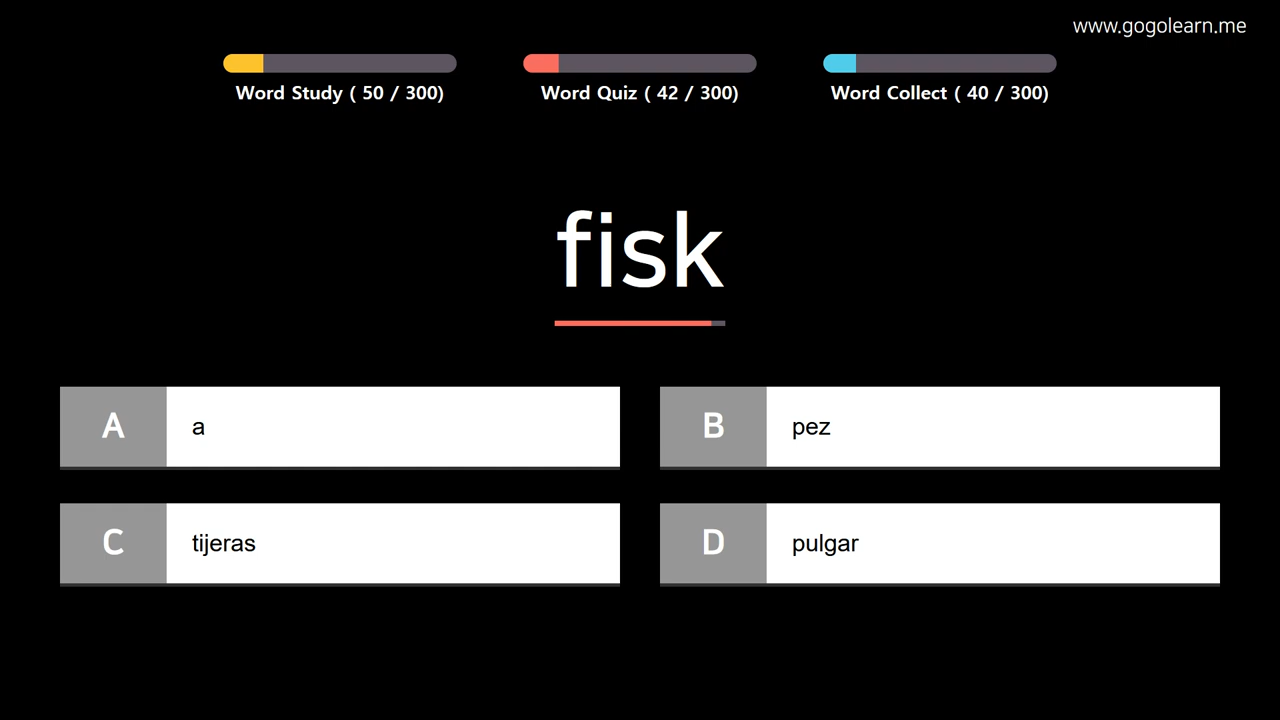 www.gogolearn.me
Word Study ( 50 / 300)
Word Quiz ( 42 / 300)
Word Collect ( 40 / 300)
fisk
A
a
B
pez
C
tijeras
D
pulgar